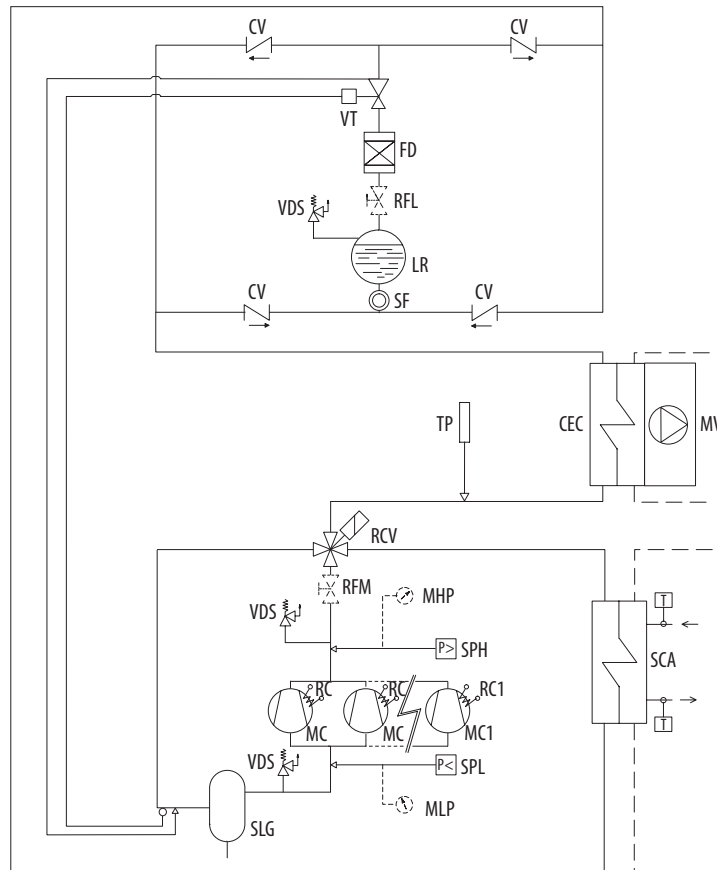 CV
CV
VT
FD
VDS
RFL
LR
SF
CV
CV
TP
CEC
MV
RCV
RFM
VDS
MHP
T
P>
SPH
SCA
RC
RC
RC1
MC
MC
MC1
T
VDS
P<
SPL
MLP
SLG